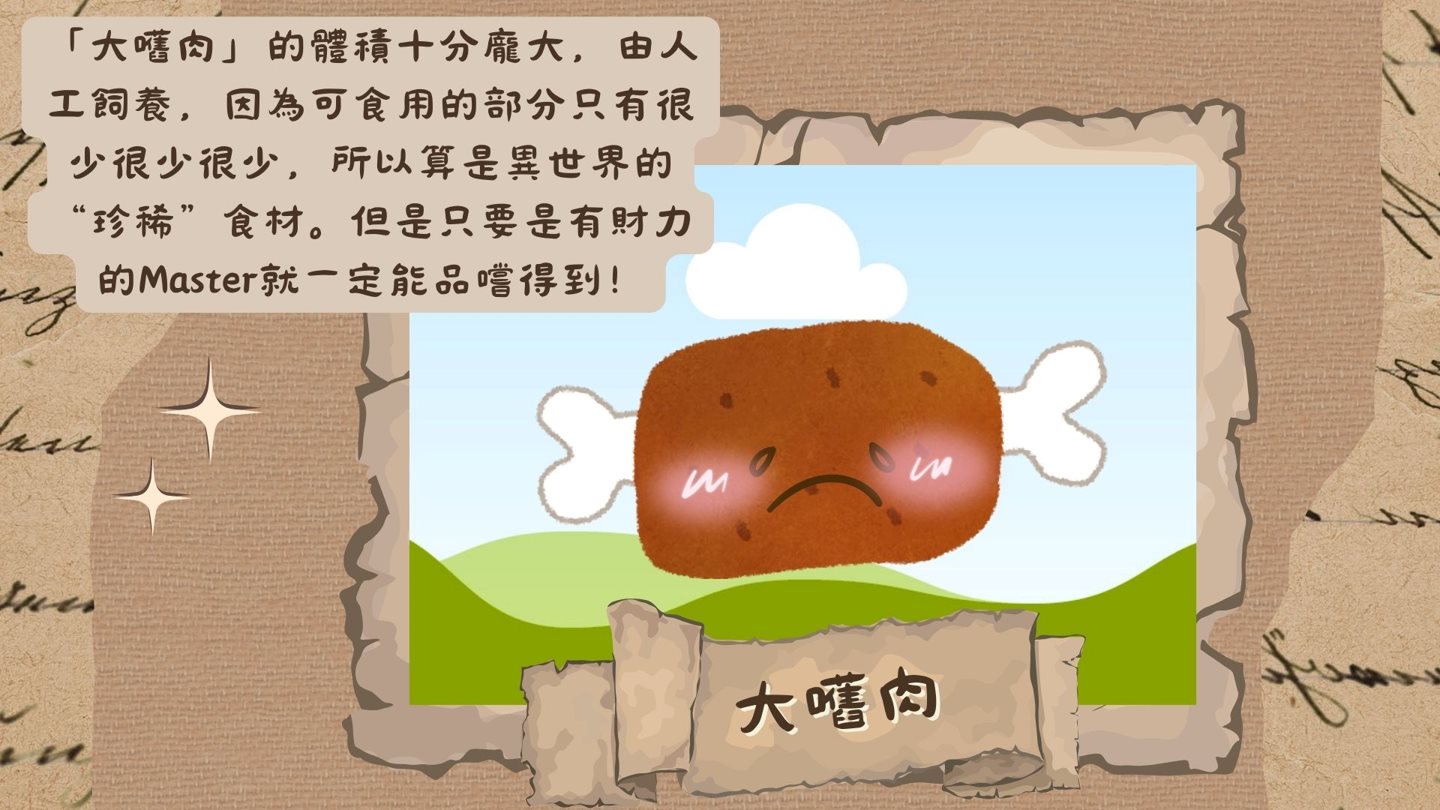 「大嚿肉」的體積十分龐大，由人
工飼養，因為可食用的部分只有很
少很少很少，所以算是異世界的
“珍稀”食材。但是只要是有財力
的Master就一定能品嚐得到！
大嚿肉